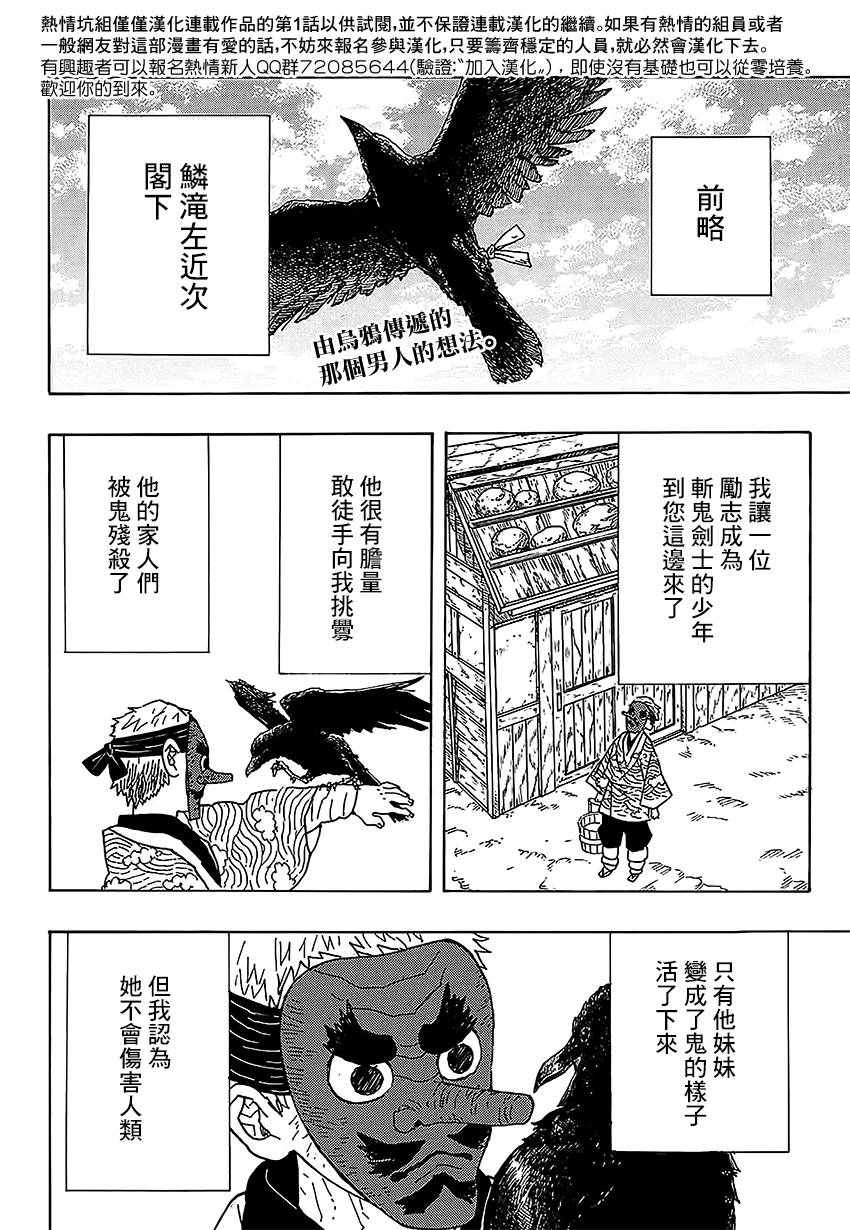 熱情坑組僅僅漢化連載作品的第1話以供試閱,並不保證連載漢化的繼續。如果有熱情的組員或者
一般網友對這部漫畫有愛的話,不妨來報名參與漢化,只要籌齊穩定的人員,就必然會漢化下去。
有興趣者可以報名熱情新人QQ群72085644(驗證:〝加入漢化〞)，即使沒有基礎也可以從零培養。
歡迎你的到來。
前略
鱗滝左近次
閣下
由烏鴉傳遞的
那個男人的想法。
我讓一位
勵志成為
斬鬼劍士的少年
到您這邊來了
他很有膽量
敢徒手向我挑釁
他的家人們
被鬼殘殺了
只有他妹妹
變成了鬼的樣子
活了下來
但我認為
她不會傷害人類